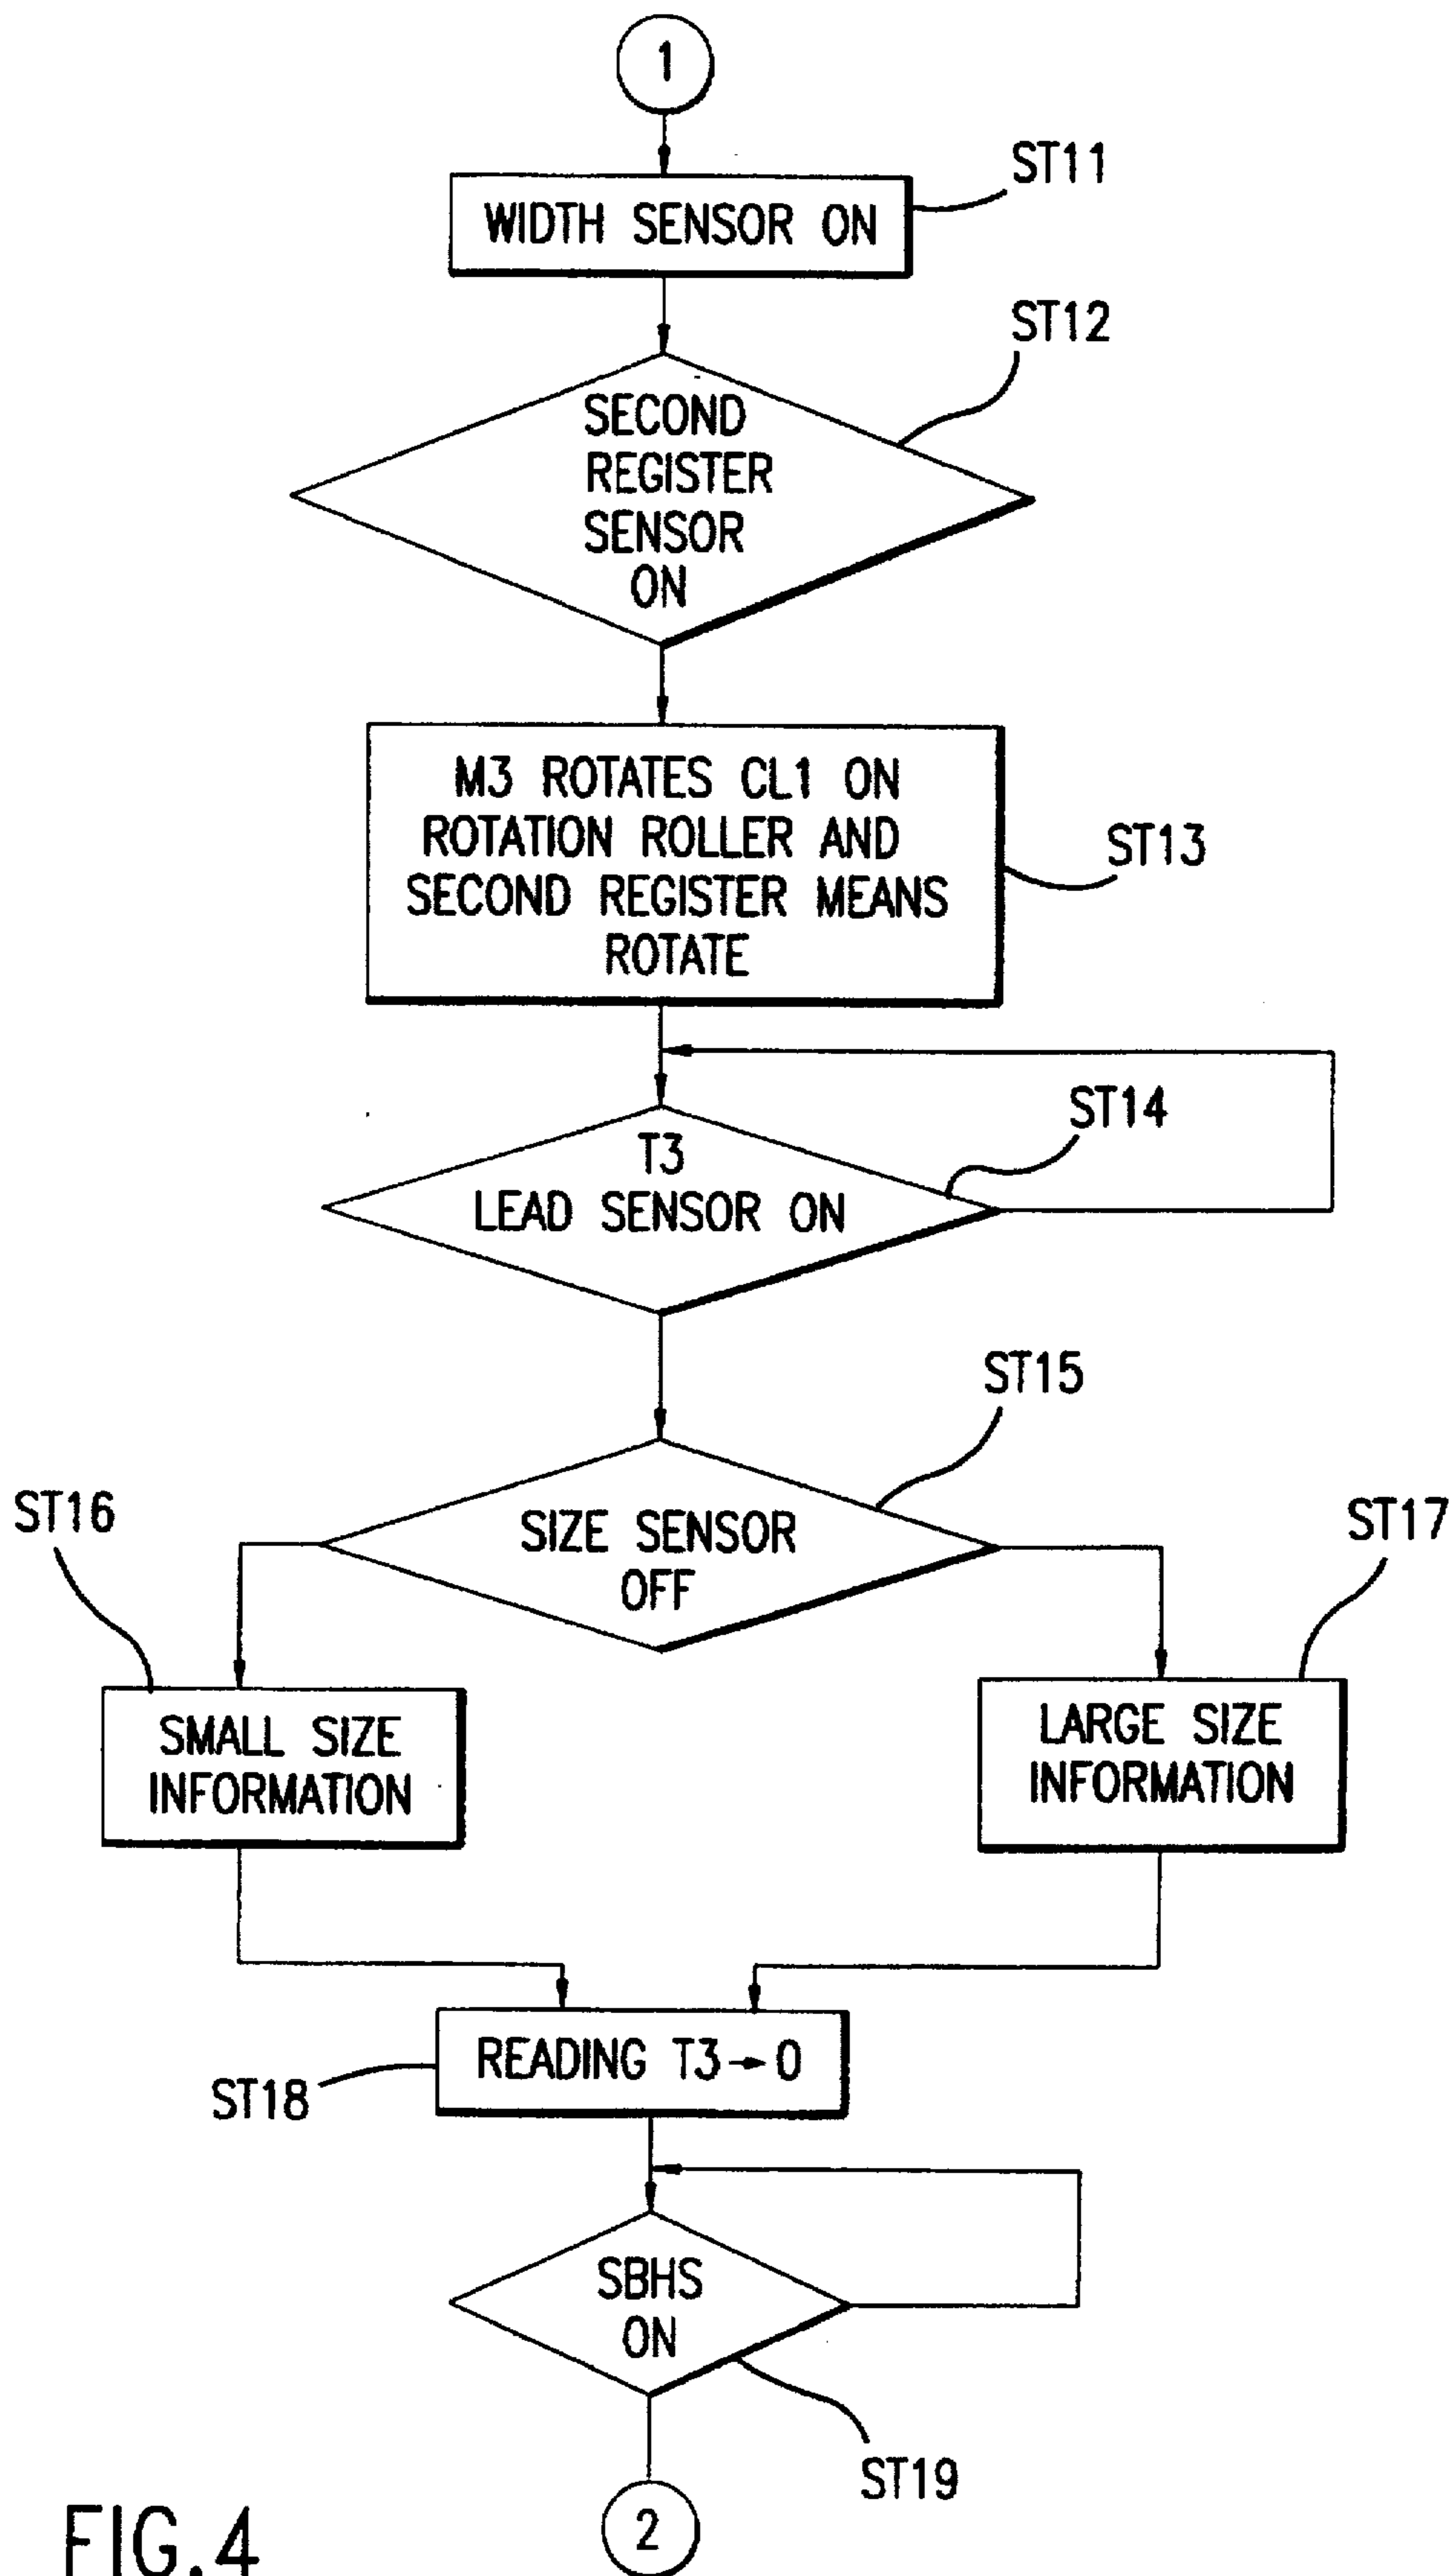 1
ST11
WIDTH SENSOR ON
ST12
SECOND
REGISTER
SENSOR
ON
M3 ROTATES CL1 ON
ROTATION ROLLER AND
SECOND REGISTER MEANS
ROTATE
ST13
ST14
T3
LEAD SENSOR ON
ST15
SIZE SENSOR
OFF
ST16
ST17
SMALL SIZE
INFORMATION
LARGE SIZE
INFORMATION
READING T3→0
ST18
SBHS
ON
ST19
2
FIG.4